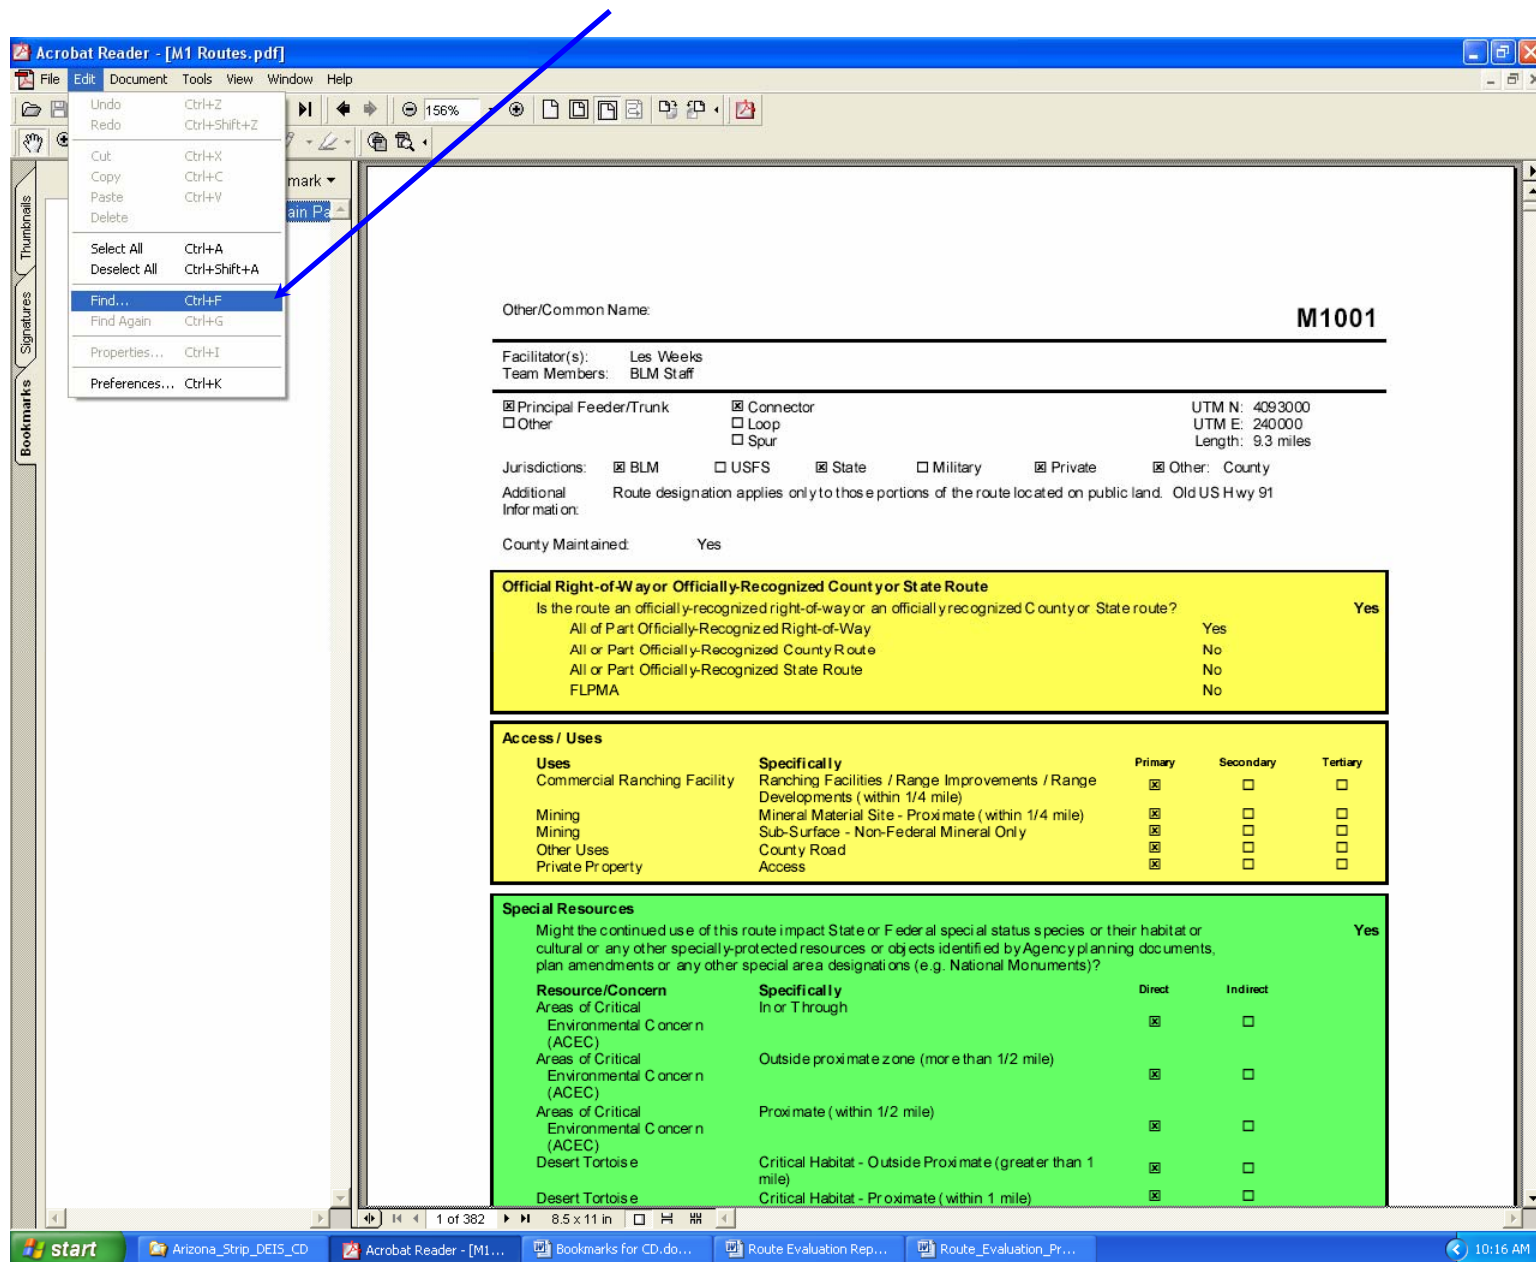 Acrobat Reader - [M1 Routes.pdf]
File Edit Document Tools View Window Help
Undo Ctrl+Z
Redo Ctrl+Shift+Z
Cut Ctrl+X
Copy Ctrl+C
Paste Ctrl+V
Delete
Select All Ctrl+A
Deselect All Ctrl+Shift+A
Find... Ctrl+F
Find Again Ctrl+G
Properties... Ctrl+I
Preferences... Ctrl+K
156%
mark
ain Pa
Thumbnails
Signatures
Bookmarks
Other/Common Name:
M1001
Facilitator(s): Les Weeks
Team Members: BLM Staff
Principal Feeder/Trunk Connector UTM N: 4093000
Other Loop UTM E: 240000
Spur Length: 9.3 miles
Jurisdictions: BLM USFS State Military Private Other: County
Additional Route designation applies only to those portions of the route located on public land. Old US Hwy 91
Information:
County Maintained: Yes
Official Right-of-Way or Officially-Recognized County or State Route
Is the route an officially-recognized right-of-way or an officially recognized County or State route? Yes
All of Part Officially-Recognized Right-of-Way Yes
All or Part Officially-Recognized County Route No
All or Part Officially-Recognized State Route No
FLPMA No
Access / Uses
Uses Specifically Primary Secondary Tertiary
Commercial Ranching Facility Ranching Facilities / Range Improvements / Range
Developments (within 1/4 mile)
Mining Mineral Material Site - Proximate (within 1/4 mile)
Mining Sub-Surface - Non-Federal Mineral Only
Other Uses County Road
Private Property Access
Special Resources
Might the continued use of this route impact State or Federal special status species or their habitat or Yes
cultural or any other specially-protected resources or objects identified by Agency planning documents,
plan amendments or any other special area designations (e.g. National Monuments)?
Resource/Concern Specifically Direct Indirect
Areas of Critical In or Through
Environmental Concern
(ACEC)
Areas of Critical Outside proximate zone (more than 1/2 mile)
Environmental Concern
(ACEC)
Areas of Critical Proximate (within 1/2 mile)
Environmental Concern
(ACEC)
Desert Tortoise Critical Habitat - Outside Proximate (greater than 1
mile)
Desert Tortoise Critical Habitat - Proximate (within 1 mile)
1 of 382 8.5 x 11 in
start Arizona_Strip_DEIS_CD Acrobat Reader - [M1... Bookmarks for CD.do... Route Evaluation Rep... Route_Evaluation_Pr... 10:16 AM